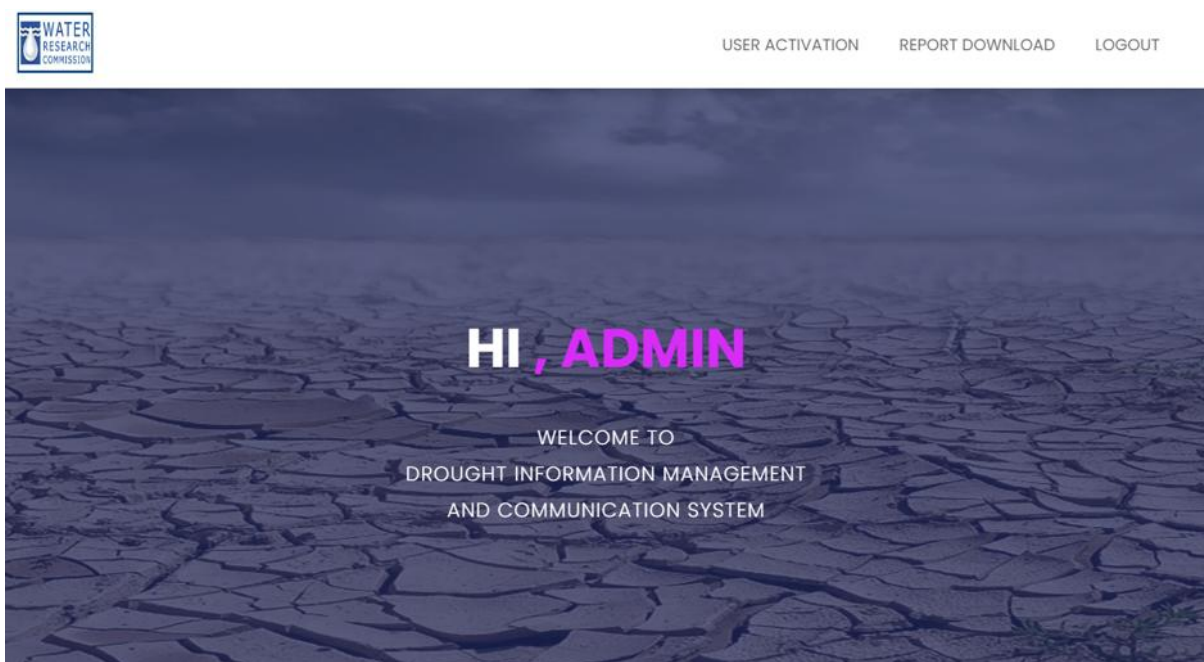 WATER
RESEARCH
COMMISSION
USER ACTIVATION REPORT DOWNLOAD LOGOUT
HI , ADMIN
WELCOME TO
DROUGHT INFORMATION MANAGEMENT
AND COMMUNICATION SYSTEM